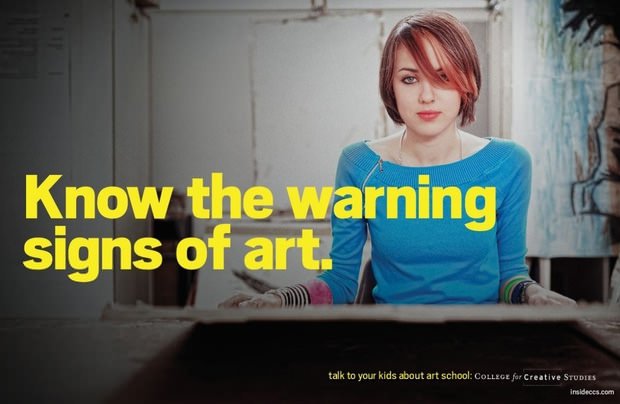 Know the warning
signs of art.
talk to your kids about art school: COLLEGE for Creative STUDIES
insideccs.com